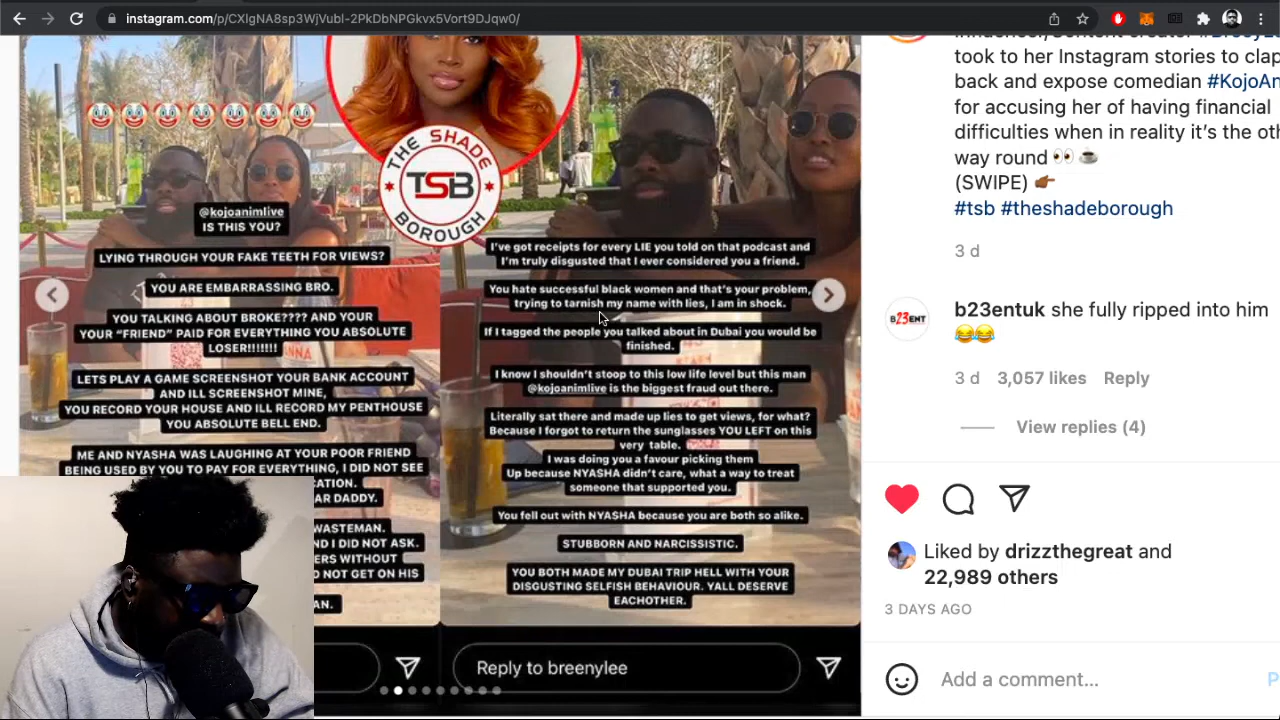 instagram.com/p/CXIgNA8sp3WjVubl-2PkDbNPGkvx5Vort9DJqw0/
THE SHADE
TSB
BOROUGH
@kojoanimlive
IS THIS YOU?
LYING THROUGH YOUR FAKE TEETH FOR VIEWS?
YOU ARE EMBARRASSING BRO.
YOU TALKING ABOUT BROKE???? AND YOUR
YOUR “FRIEND” PAID FOR EVERYTHING YOU ABSOLUTE
LOSER!!!!!!!
LETS PLAY A GAME SCREENSHOT YOUR BANK ACCOUNT
AND ILL SCREENSHOT MINE,
YOU RECORD YOUR HOUSE AND ILL RECORD MY PENTHOUSE
YOU ABSOLUTE BELL END.
ME AND NYASHA WAS LAUGHING AT YOUR POOR FRIEND
BEING USED BY YOU TO PAY FOR EVERYTHING, I DID NOT SEE
CATION.
AR DADDY.
WASTEMAN.
ND I DID NOT ASK.
ERS WITHOUT
D NOT GET ON HIS
AN.
I’ve got receipts for every LIE you told on that podcast and
I’m truly disgusted that I ever considered you a friend.
You hate successful black women and that’s your problem,
trying to tarnish my name with lies, I am in shock.
If I tagged the people you talked about in Dubai you would be
finished.
I know I shouldn’t stoop to this low life level but this man
@kojoanimlive is the biggest fraud out there.
Literally sat there and made up lies to get views, for what?
Because I forgot to return the sunglasses YOU LEFT on this
very table.
I was doing you a favour picking them
Up because NYASHA didn’t care, what a way to treat
someone that supported you.
You fell out with NYASHA because you are both so alike.
STUBBORN AND NARCISSISTIC.
YOU BOTH MADE MY DUBAI TRIP HELL WITH YOUR
DISGUSTING SELFISH BEHAVIOUR. YALL DESERVE
EACHOTHER.
Reply to breenylee
took to her Instagram stories to clap
back and expose comedian #KojoAn
for accusing her of having financial
difficulties when in reality it’s the oth
way round 👀 ☕
(SWIPE) 👉🏾
#tsb #theshadeborough
3 d
B23ENT
b23entuk she fully ripped into him
😂😂
3 d 3,057 likes Reply
View replies (4)
Liked by drizzthegreat and
22,989 others
3 DAYS AGO
Add a comment...
P